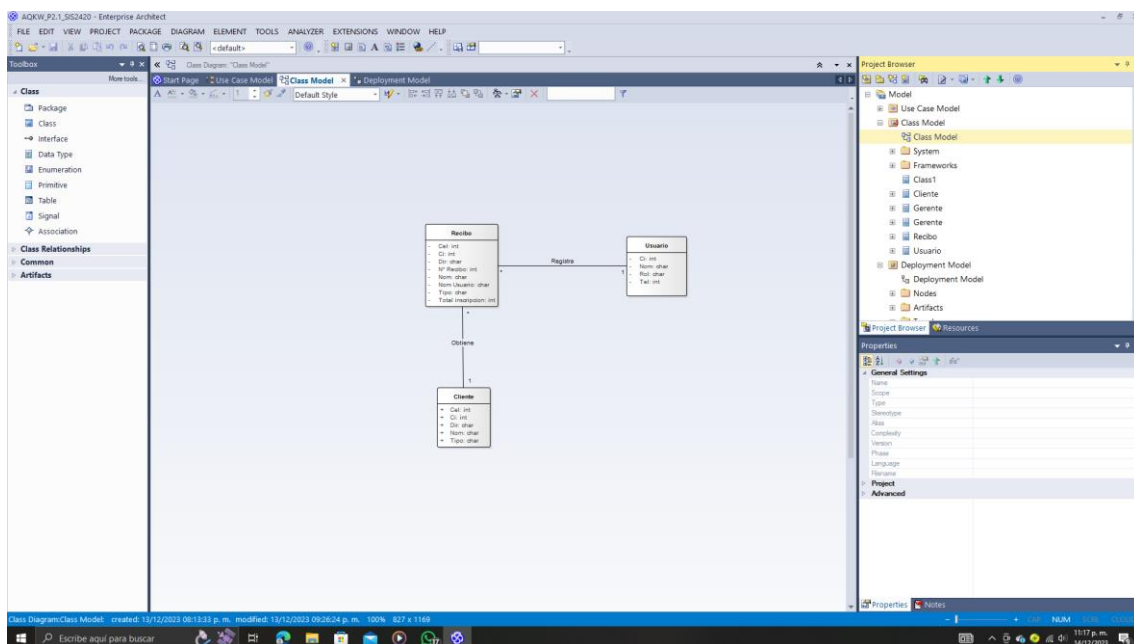 AQKW_P2.1_SIS2420 - Enterprise Architect
FILE EDIT VIEW PROJECT PACKAGE DIAGRAM ELEMENT TOOLS ANALYZER EXTENSIONS WINDOW HELP
<default>
Toolbox
More tools...
Class
Package
Class
Interface
Data Type
Enumeration
Primitive
Table
Signal
Association
Class Relationships
Common
Artifacts
Class Diagram: "Class Model"
Start Page Use Case Model Class Model × Deployment Model
1 Default Style
Recibo
- Cel: int
- Ci: int
- Dir: char
- N° Recibo: int
- Nom: char
- Nom Usuario: char
- Tipo: char
- Total inscripcion: int
Registra
*
1
Usuario
- Ci: int
- Nom: char
- Rol: char
- Tel: int
*
Obtiene
1
Cliente
+ Cel: int
+ Ci: int
+ Dir: char
+ Nom: char
+ Tipo: char
Project Browser
Model
Use Case Model
Class Model
Class Model
System
Frameworks
Class1
Cliente
Gerente
Gerente
Recibo
Usuario
Deployment Model
Deployment Model
Nodes
Artifacts
Project Browser Resources
Properties
General Settings
Name
Scope
Type
Stereotype
Alias
Complexity
Version
Phase
Language
Filename
Project
Advanced
Properties Notes
Class Diagram:Class Model: created: 13/12/2023 08:13:33 p. m. modified: 13/12/2023 09:26:24 p. m. 100% 827 x 1169
CAP NUM SCRL CLOUD
Escribe aquí para buscar
11:17 p. m.
14/12/2023